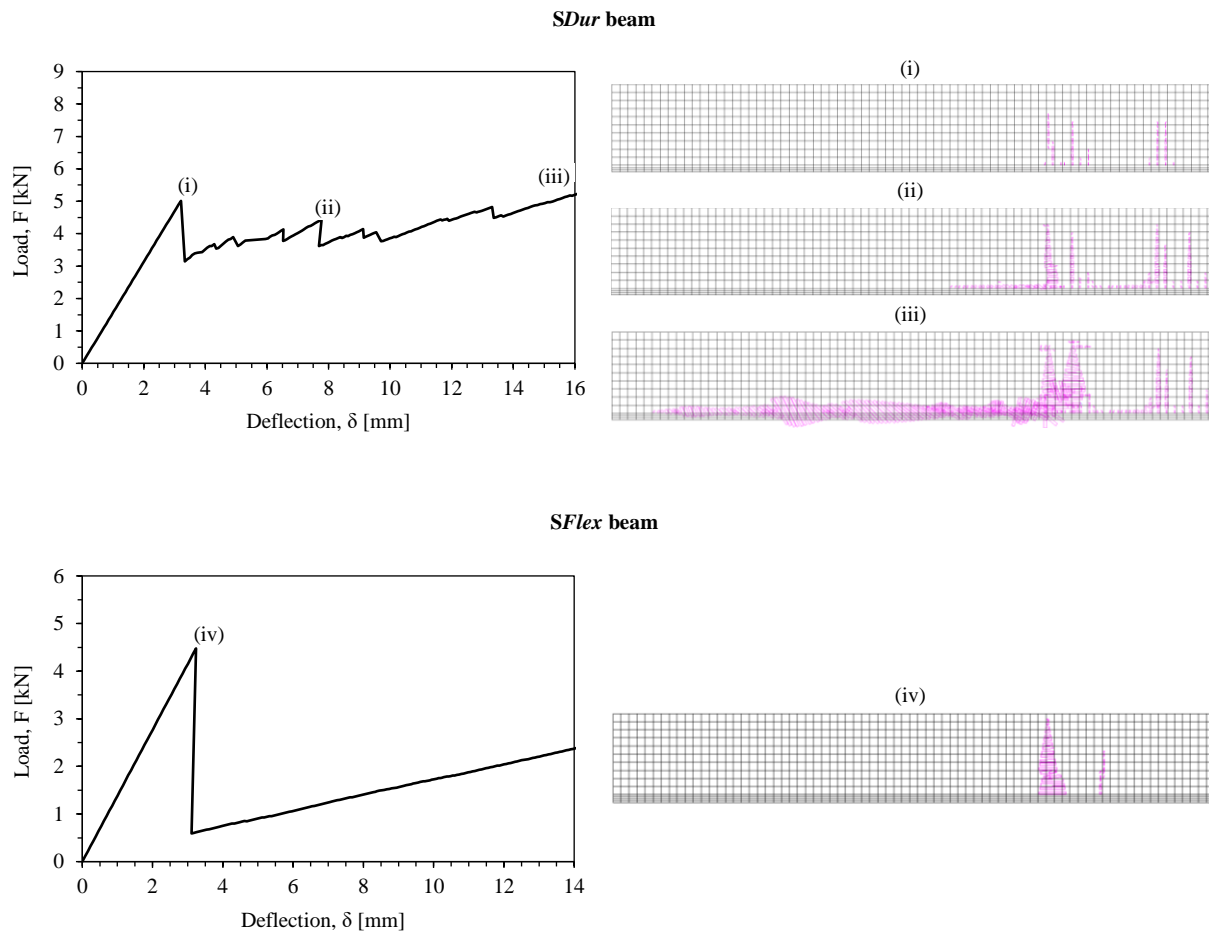 SDur beam
9
8
7
6
5
4
3
2
1
0
Load, F [kN]
(i)
(ii)
(iii)
0 2 4 6 8 10 12 14 16
Deflection, δ [mm]
(i)
(ii)
(iii)
SFlex beam
6
5
4
3
2
1
0
Load, F [kN]
(iv)
0 2 4 6 8 10 12 14
Deflection, δ [mm]
(iv)